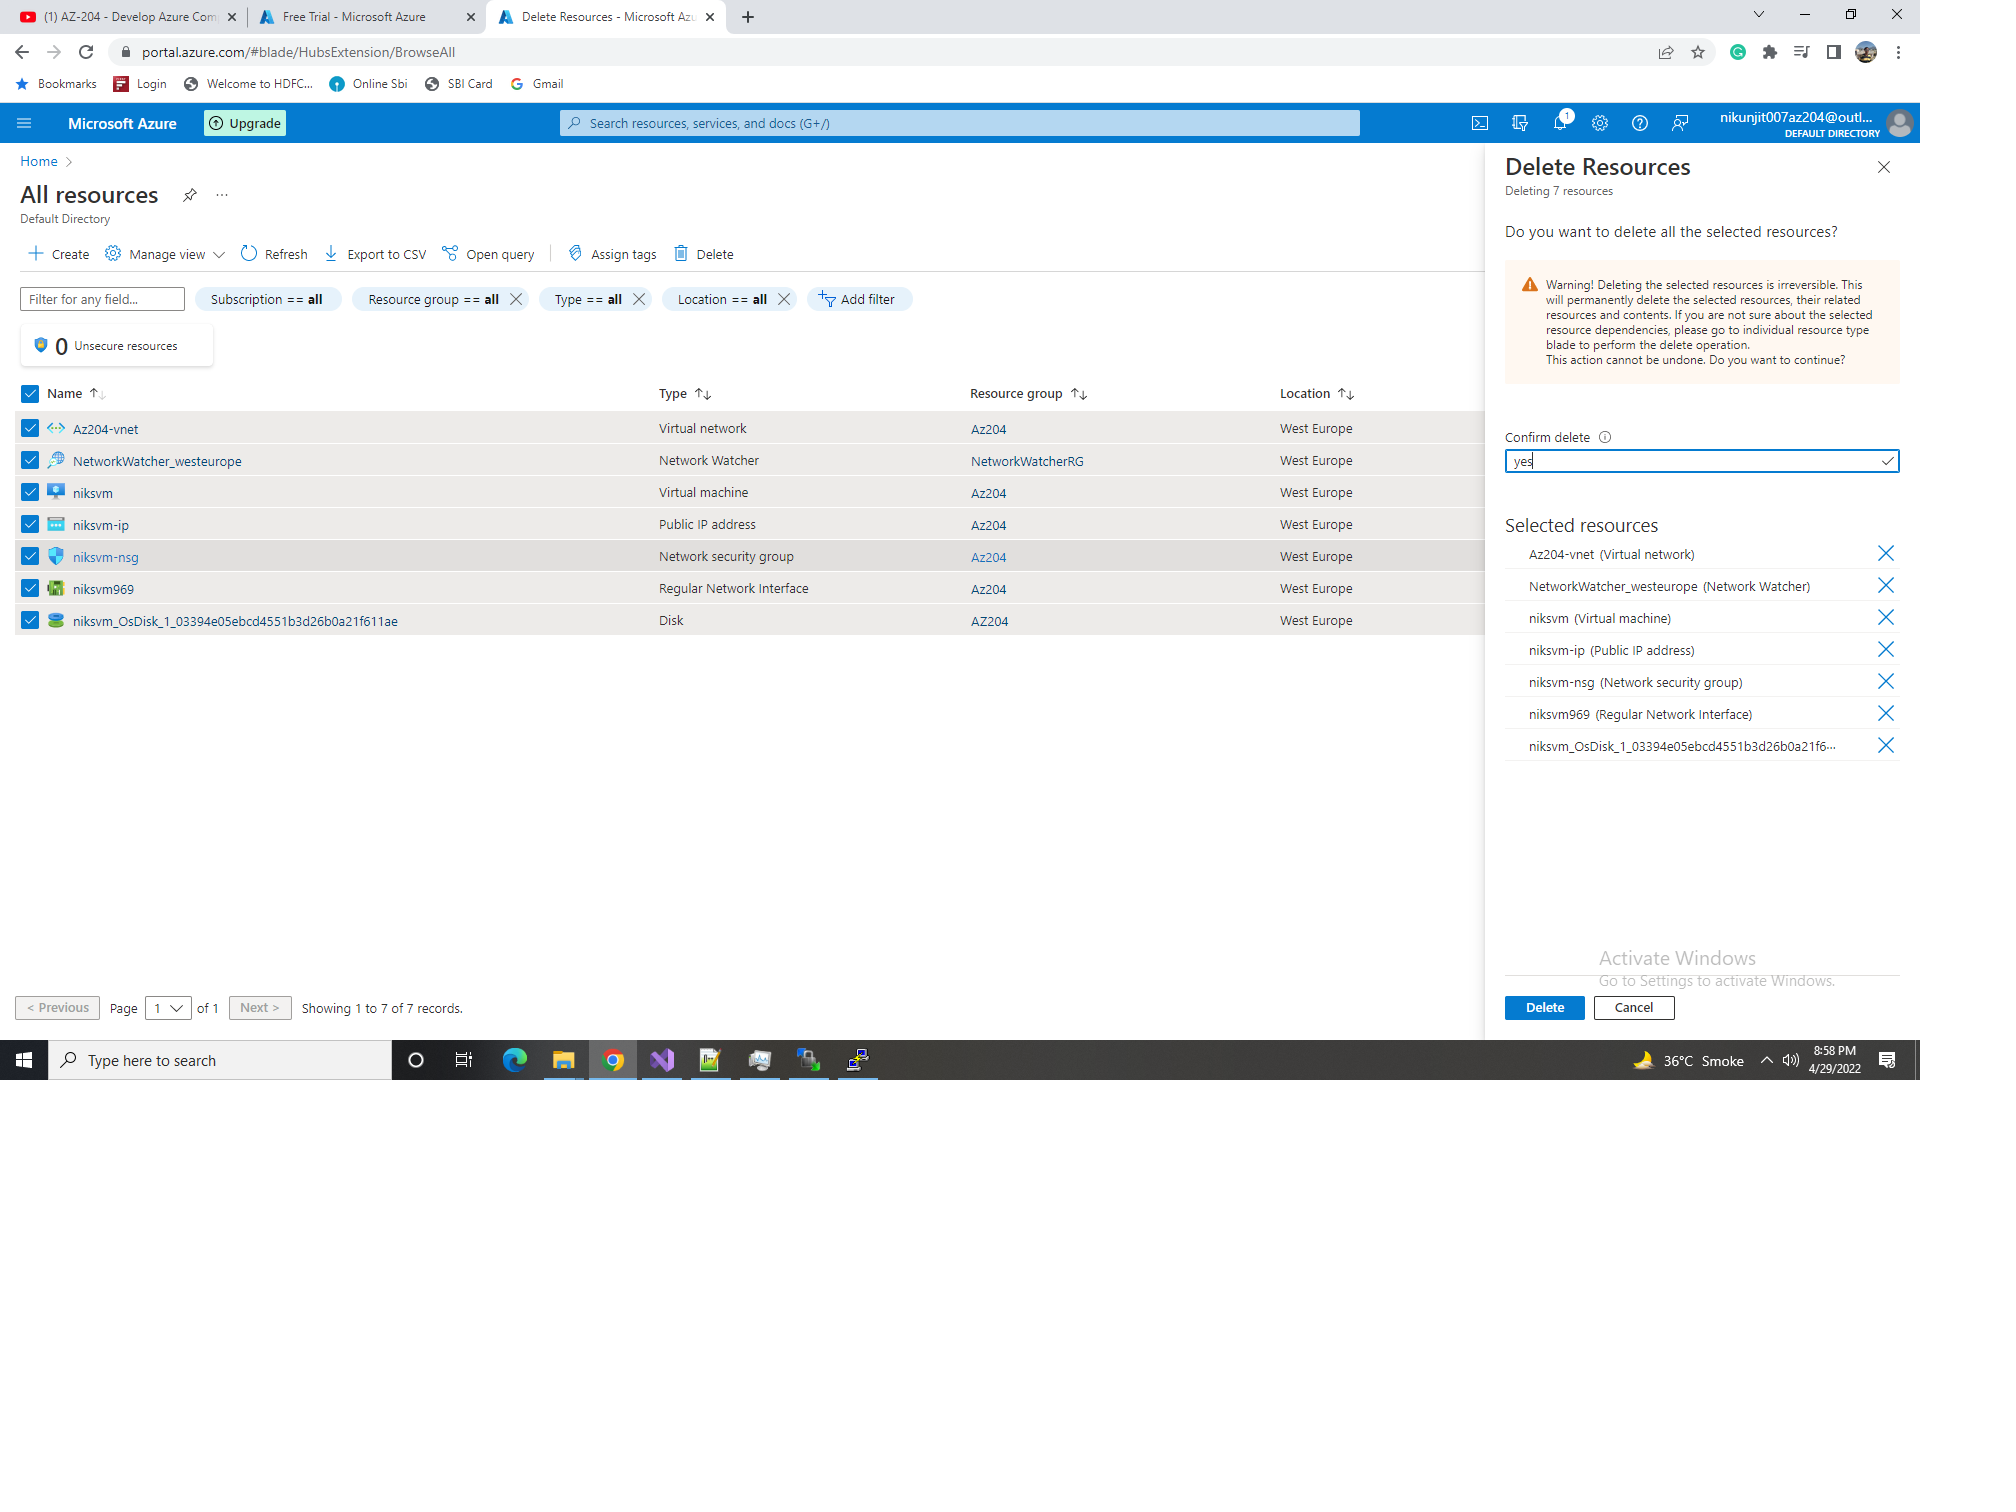 (1) AZ-204 - Develop Azure Com
Free Trial - Microsoft Azure
Delete Resources - Microsoft Azu
portal.azure.com/#blade/HubsExtension/BrowseAll
Bookmarks
Login
Welcome to HDFC...
Online Sbi
SBI Card
Gmail
Microsoft Azure
Upgrade
Search resources, services, and docs (G+/)
1
nikunjit007az204@outl...
DEFAULT DIRECTORY
Home
All resources
Default Directory
Create
Manage view
Refresh
Export to CSV
Open query
Assign tags
Delete
Filter for any field...
Subscription == all
Resource group == all
Type == all
Location == all
Add filter
0 Unsecure resources
Name
Type
Resource group
Location
Az204-vnet
Virtual network
Az204
West Europe
NetworkWatcher_westeurope
Network Watcher
NetworkWatcherRG
West Europe
niksvm
Virtual machine
Az204
West Europe
niksvm-ip
Public IP address
Az204
West Europe
niksvm-nsg
Network security group
Az204
West Europe
niksvm969
Regular Network Interface
Az204
West Europe
niksvm_OsDisk_1_03394e05ebcd4551b3d26b0a21f611ae
Disk
AZ204
West Europe
< Previous
Page
1
of 1
Next >
Showing 1 to 7 of 7 records.
Delete Resources
Deleting 7 resources
Do you want to delete all the selected resources?
Warning! Deleting the selected resources is irreversible. This
will permanently delete the selected resources, their related
resources and contents. If you are not sure about the selected
resource dependencies, please go to individual resource type
blade to perform the delete operation.
This action cannot be undone. Do you want to continue?
Confirm delete
yes
Selected resources
Az204-vnet (Virtual network)
NetworkWatcher_westeurope (Network Watcher)
niksvm (Virtual machine)
niksvm-ip (Public IP address)
niksvm-nsg (Network security group)
niksvm969 (Regular Network Interface)
niksvm_OsDisk_1_03394e05ebcd4551b3d26b0a21f6...
Activate Windows
Go to Settings to activate Windows.
Delete
Cancel
Type here to search
36°C Smoke
8:58 PM
4/29/2022